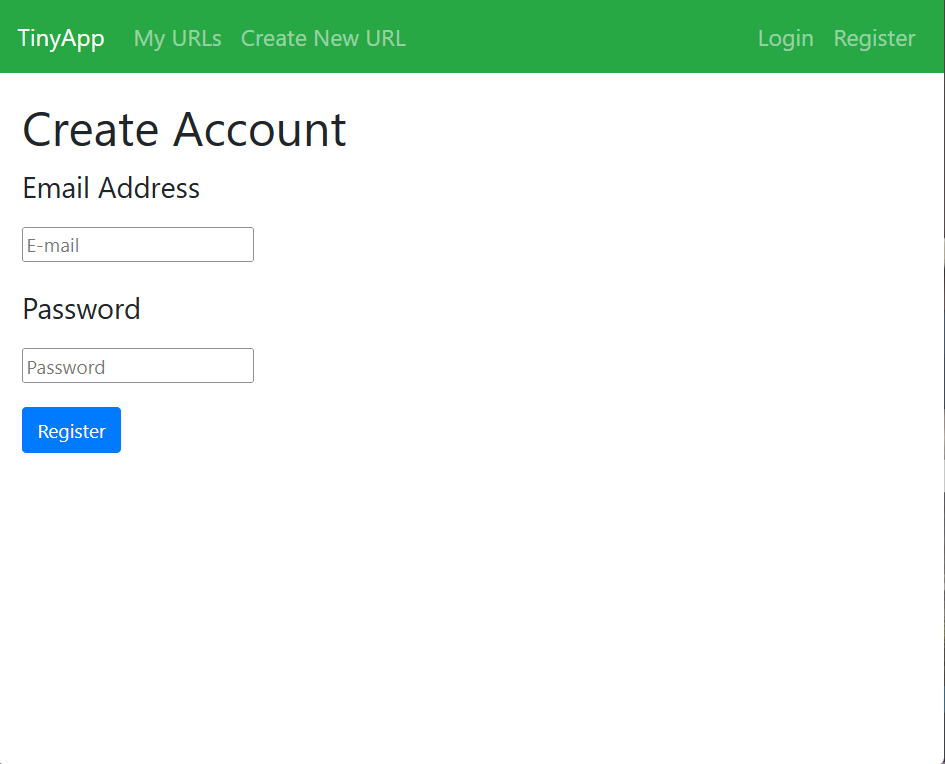 TinyApp My URLs Create New URL Login Register
Create Account
Email Address
E-mail
Password
Password
Register